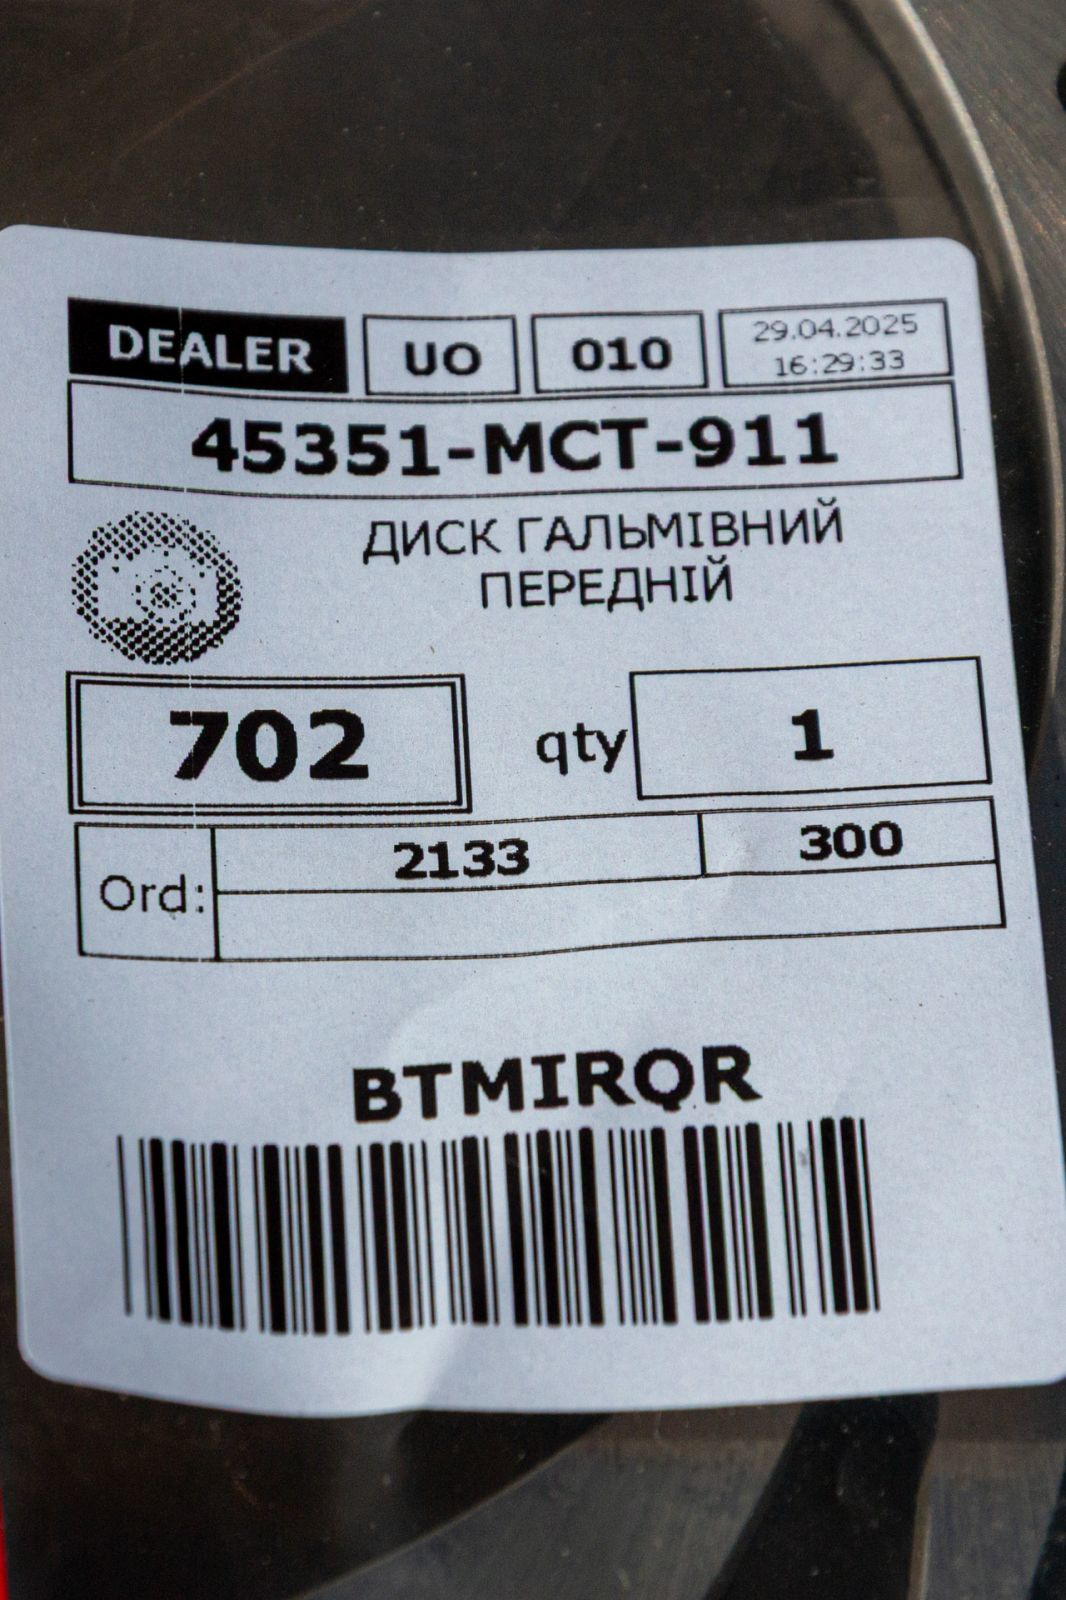 DEALER UO 010 29.04.2025
16:29:33
45351-MCT-911
ДИСК ГАЛЬМІВНИЙ
ПЕРЕДНІЙ
702 qty 1
Ord: 2133 300
BTMIRQR